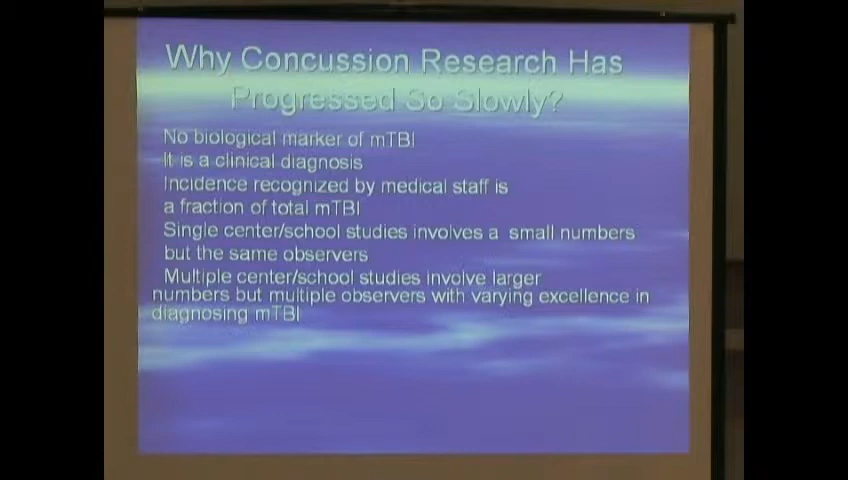 Why Concussion Research Has
Progressed So Slowly?
No biological marker of mTBI
It is a clinical diagnosis
Incidence recognized by medical staff is
a fraction of total mTBI
Single center/school studies involves a small numbers
but the same observers
Multiple center/school studies involve larger
numbers but multiple observers with varying excellence in
diagnosing mTBI